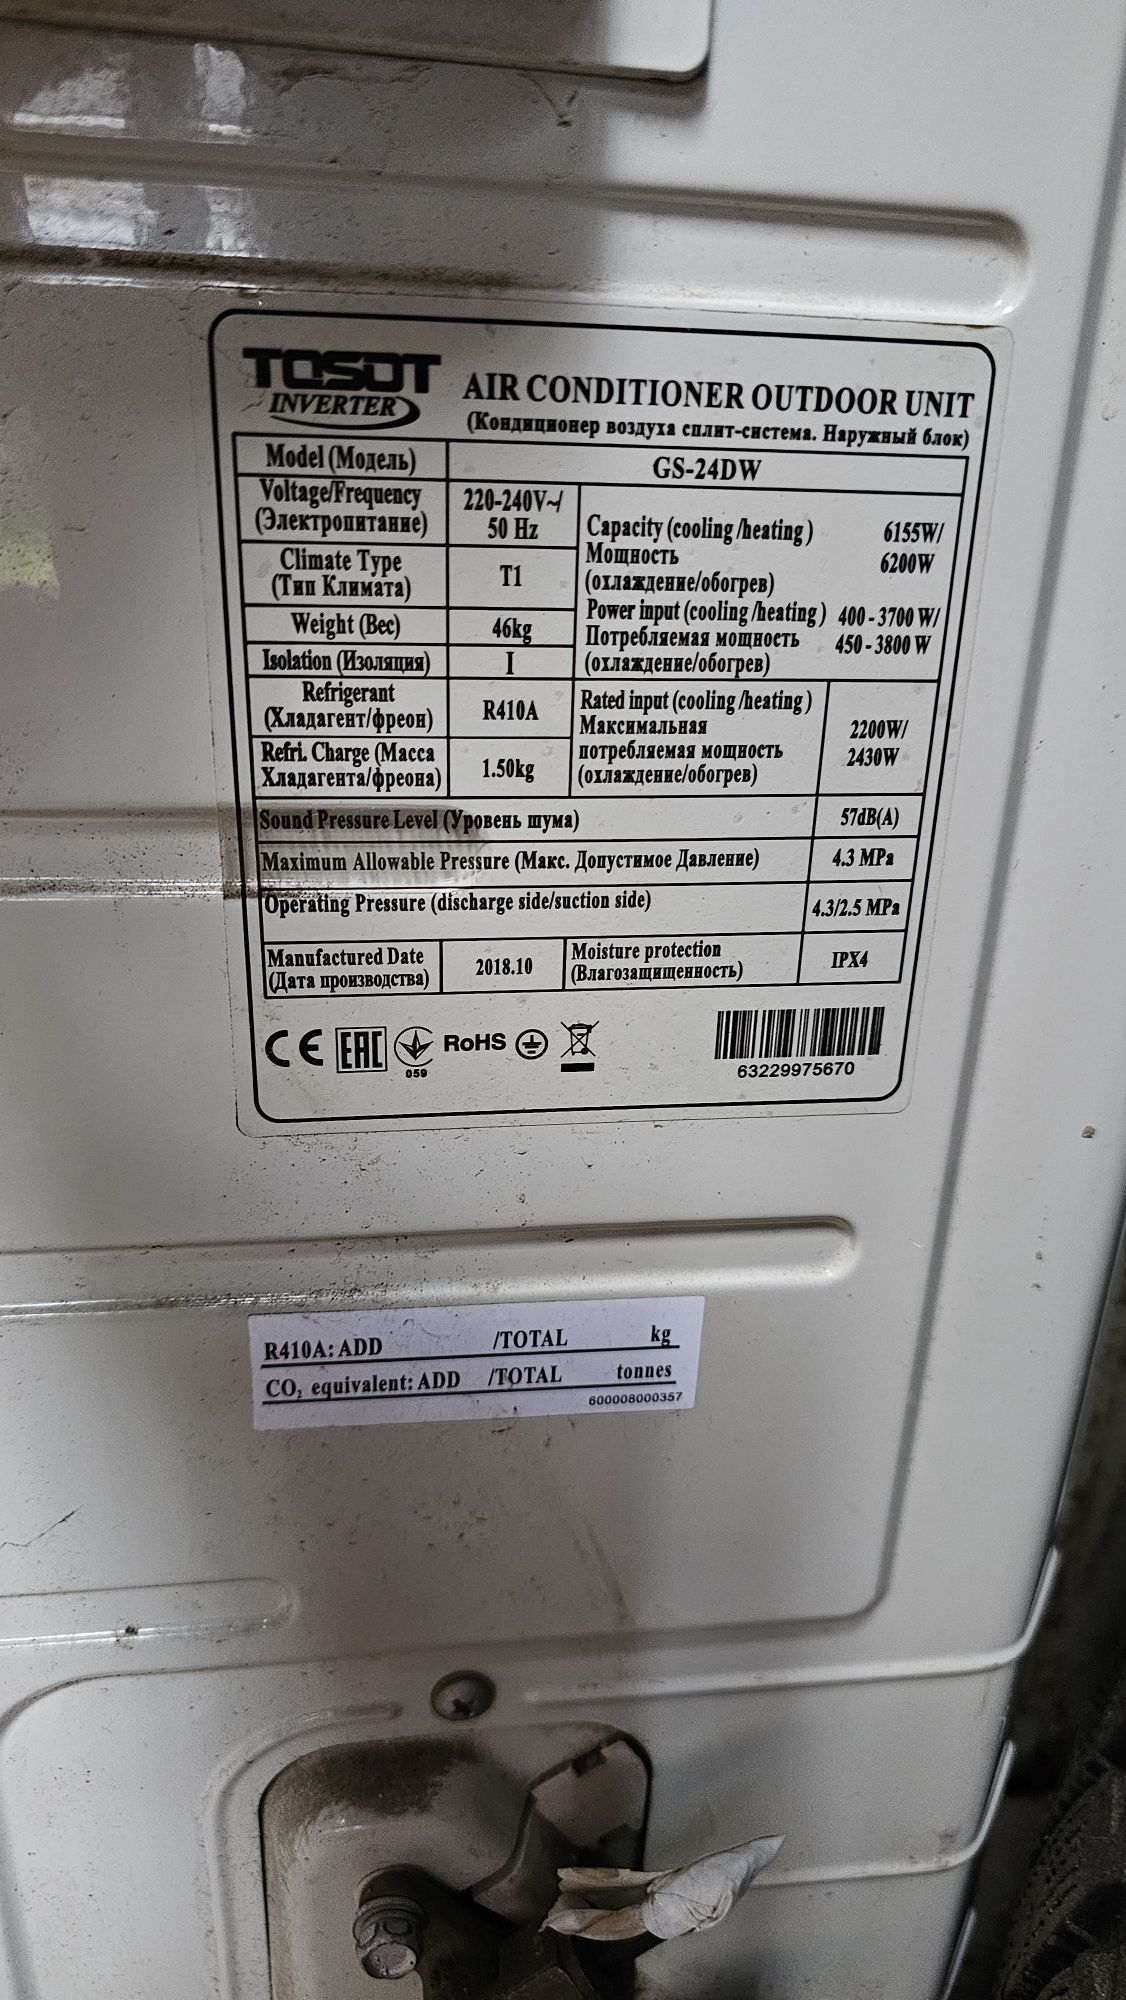 TOSOT
INVERTER
AIR CONDITIONER OUTDOOR UNIT
(Кондиционер воздуха сплит-система. Наружный блок)
Model (Модель) GS-24DW
Voltage/Frequency
(Электропитание)
220-240V~/
50 Hz
Climate Type
(Тип Климата)
T1
Weight (Вес) 46kg
Isolation (Изоляция) I
Refrigerant
(Хладагент/фреон)
R410A
Refri. Charge (Масса
Хладагента/фреона)
1.50kg
Capacity (cooling /heating) 6155W/
Мощность 6200W
(охлаждение/обогрев)
Power input (cooling /heating) 400 - 3700 W/
Потребляемая мощность 450 - 3800 W
(охлаждение/обогрев)
Rated input (cooling /heating)
Максимальная
потребляемая мощность
(охлаждение/обогрев)
2200W/
2430W
Sound Pressure Level (Уровень шума) 57dB(A)
Maximum Allowable Pressure (Макс. Допустимое Давление) 4.3 MPa
Operating Pressure (discharge side/suction side) 4.3/2.5 MPa
Manufactured Date
(Дата производства)
2018.10
Moisture protection
(Влагозащищенность)
IPX4
CE EAC 059 RoHS
63229975670
R410A: ADD /TOTAL kg
CO₂ equivalent: ADD /TOTAL tonnes
600008000357